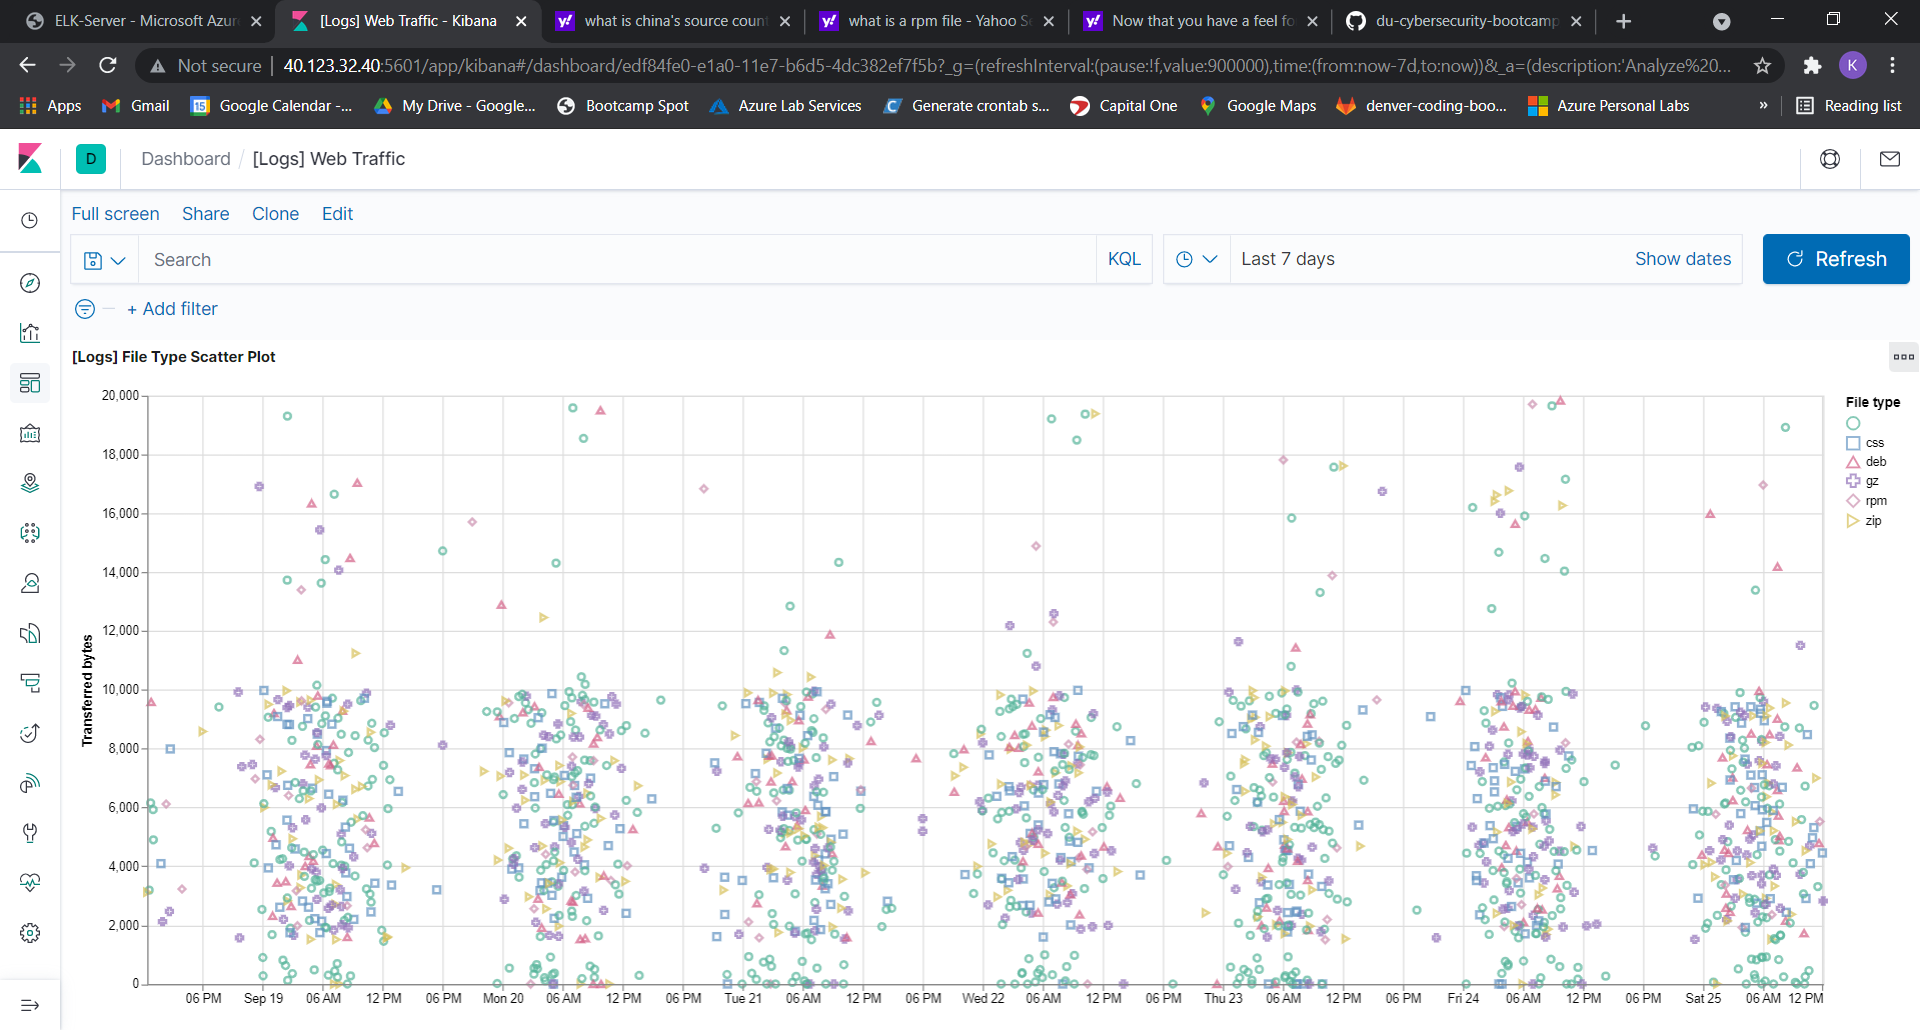 ELK-Server - Microsoft Azur
[Logs] Web Traffic - Kibana
what is china's source coun
what is a rpm file - Yahoo Se
Now that you have a feel fo
du-cybersecurity-bootcamp
Not secure
40.123.32.40:5601/app/kibana#/dashboard/edf84fe0-e1a0-11e7-b6d5-4dc382ef7f5b?_g=(refreshInterval:(pause:!f,value:900000),time:(from:now-7d,to:now))&_a=(description:'Analyze%20...
K
Apps
Gmail
15
Google Calendar -...
My Drive - Google...
Bootcamp Spot
Azure Lab Services
Generate crontab s...
Capital One
Google Maps
denver-coding-boo...
Azure Personal Labs
»
Reading list
D
Dashboard / [Logs] Web Traffic
Full screen
Share
Clone
Edit
Search
KQL
Last 7 days
Show dates
Refresh
+ Add filter
[Logs] File Type Scatter Plot
Transferred bytes
20,000
18,000
16,000
14,000
12,000
10,000
8,000
6,000
4,000
2,000
0
06 PM
Sep 19
06 AM
12 PM
06 PM
Mon 20
06 AM
12 PM
06 PM
Tue 21
06 AM
12 PM
06 PM
Wed 22
06 AM
12 PM
06 PM
Thu 23
06 AM
12 PM
06 PM
Fri 24
06 AM
12 PM
06 PM
Sat 25
06 AM
12 PM
File type
css
deb
gz
rpm
zip